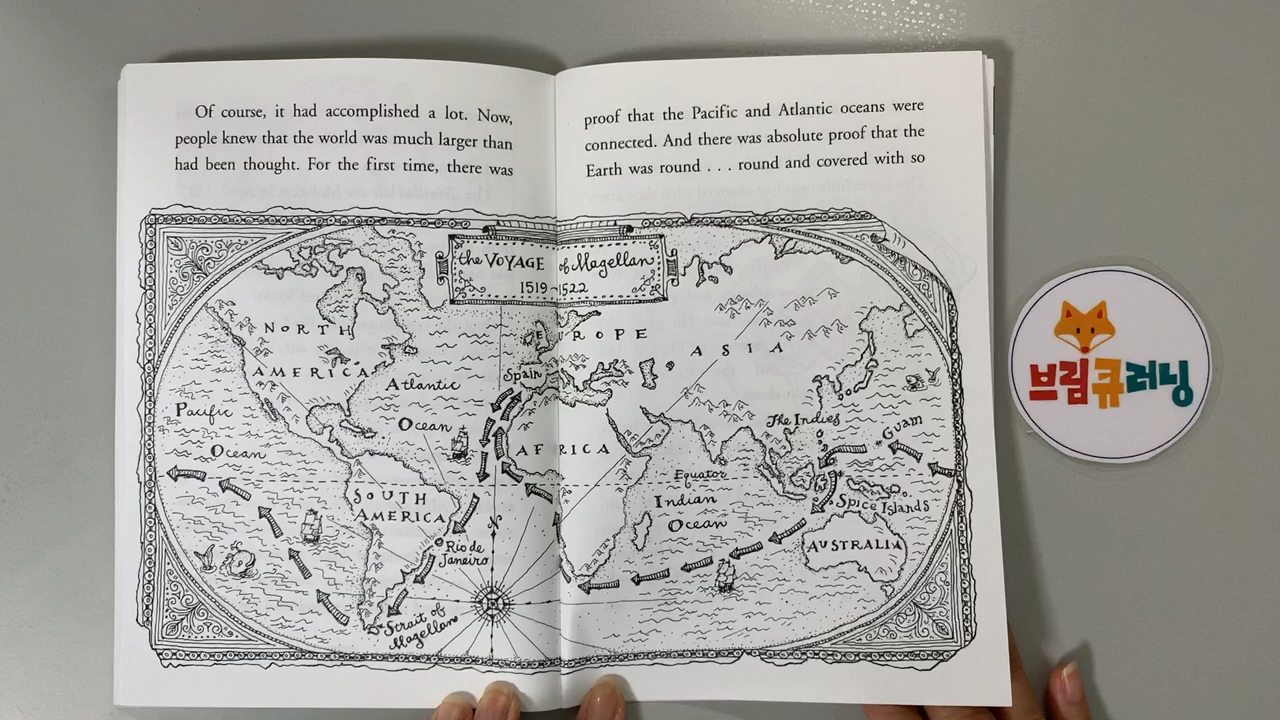 Of course, it had accomplished a lot. Now,
people knew that the world was much larger than
had been thought. For the first time, there was
proof that the Pacific and Atlantic oceans were
connected. And there was absolute proof that the
Earth was round . . . round and covered with so
the VOYAGE of Magellan
1519-1522
NORTH
AMERICA
EUROPE
ASIA
Spain
Atlantic
Ocean
Pacific
Ocean
AFRICA
The Indies
Guam
Equator
SOUTH
AMERICA
Indian
Ocean
Spice Islands
N
Rio de
Janeiro
AUSTRALIA
Strait of
Magellan
브림큐러닝